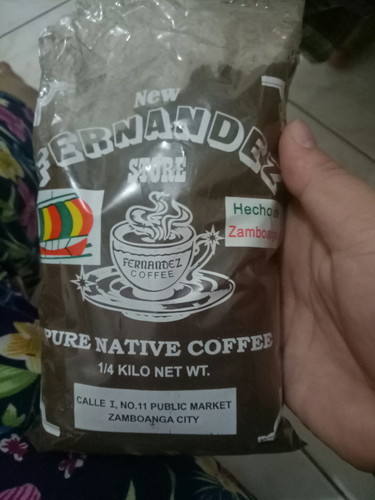 New
FERNANDEZ
STORE
Hecho
FERNANDEZ
COFFEE
PURE NATIVE COFFEE
1/4 KILO NET WT.
CALLE I, NO.11 PUBLIC MARKET
ZAMBOANGA CITY